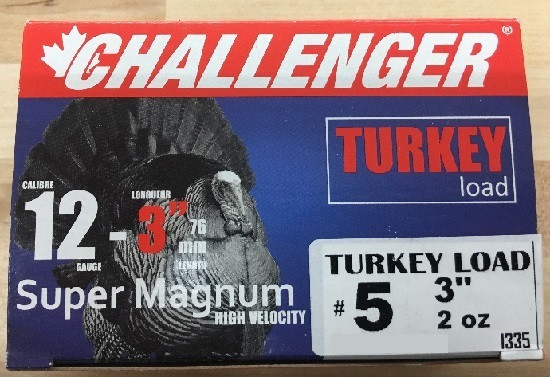 CHALLENGER®
TURKEY
load
CALIBRE
12
GAUGE
-
LONGUEUR
3"
76
mm
LENGTH
Super Magnum
HIGH VELOCITY
TURKEY LOAD
# 5
3"
2 oz
1335